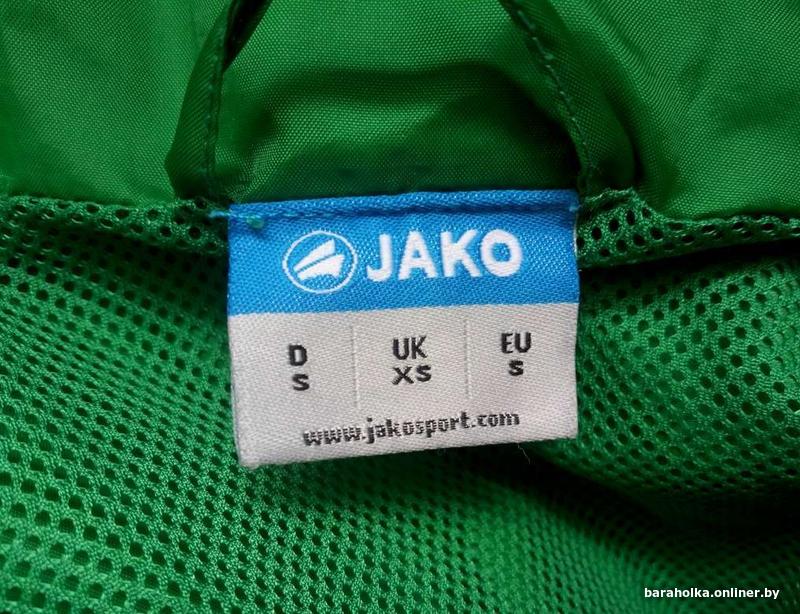 JAKO
D UK EU
S XS S
www.jakosport.com
baraholka.onliner.by